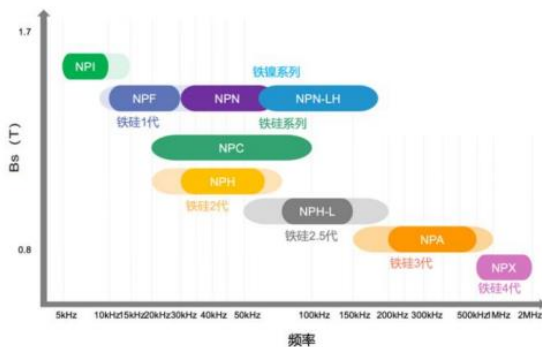 1.7
NPI
铁镍系列
NPF
NPN
NPN-LH
铁硅1代
铁硅系列
Bs（T）
NPC
NPH
铁硅2代
NPH-L
铁硅2.5代
NPA
0.8
铁硅3代
NPX
铁硅4代
5kHz 10kHz 15kHz 20kHz 30kHz 40kHz 50kHz 100kHz 150kHz 200kHz 300kHz 500kHz 1MHz 2MHz
频率